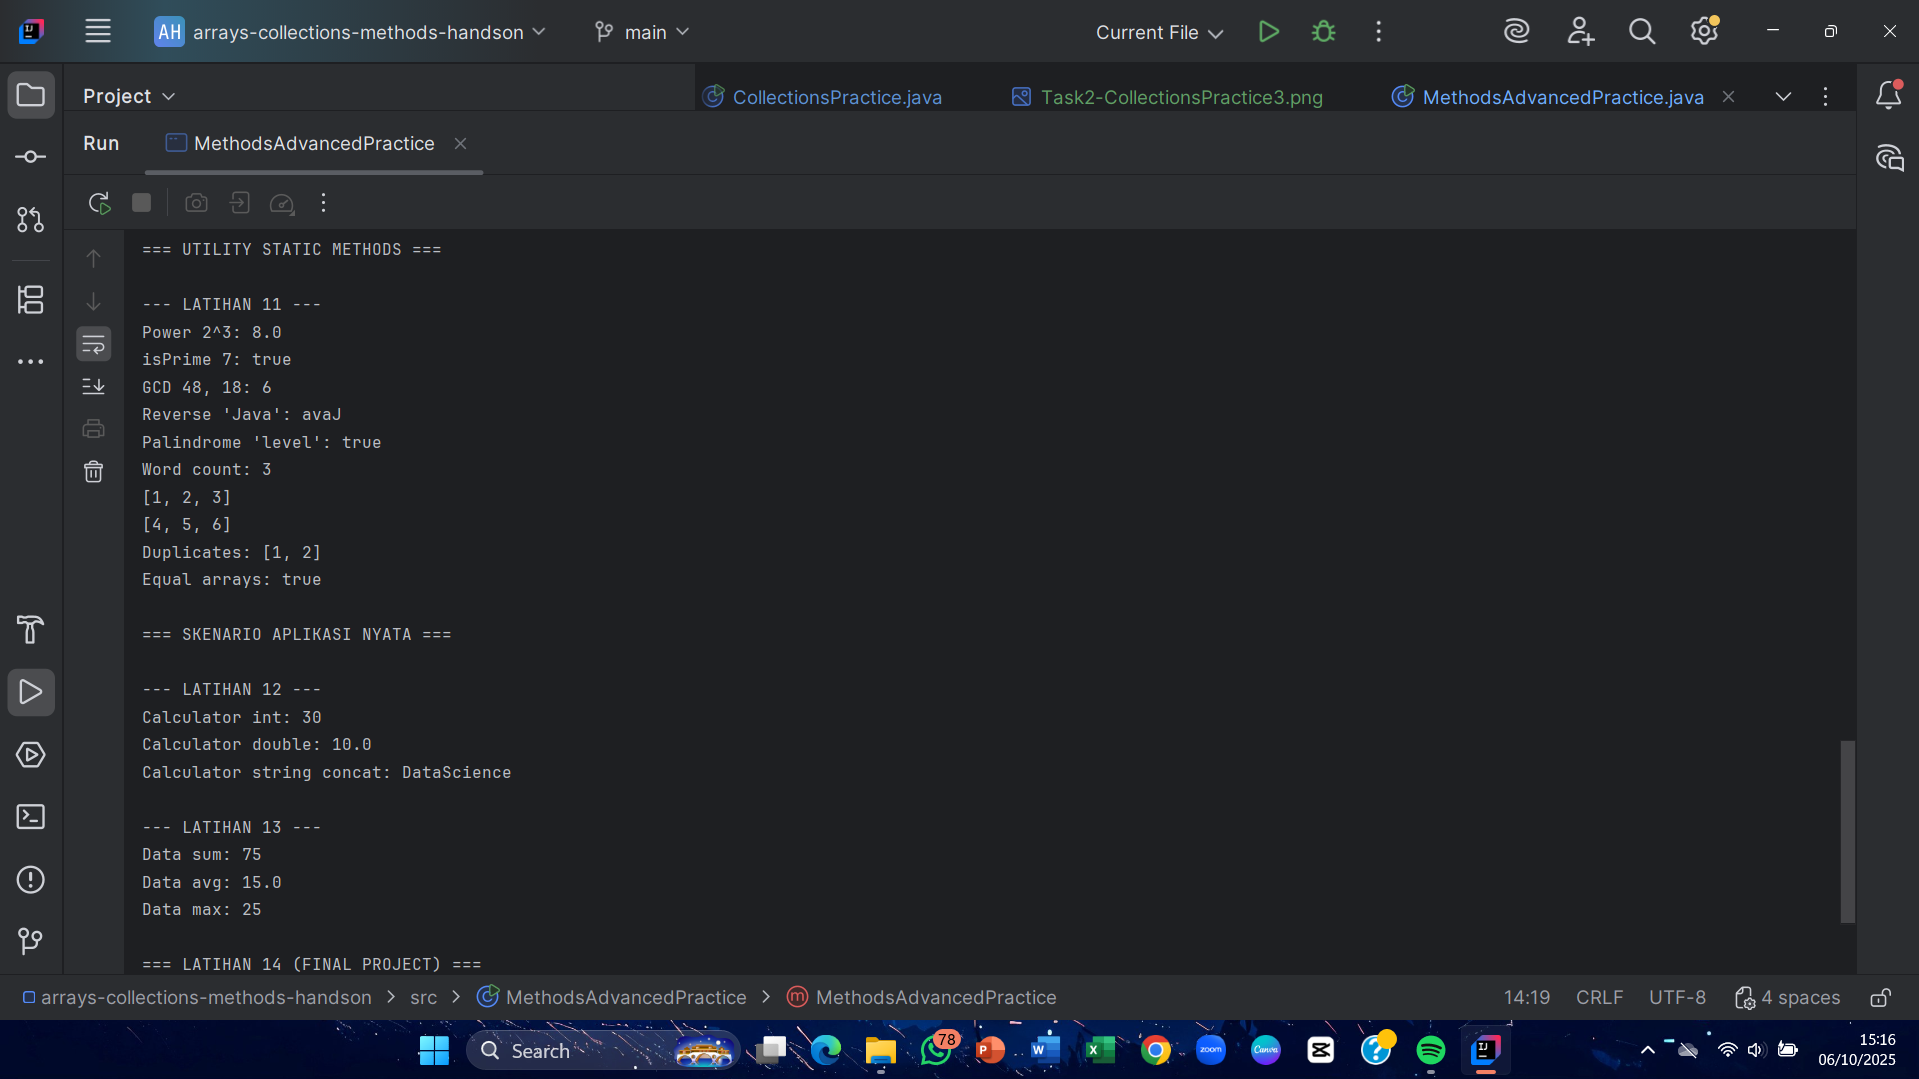 AH arrays-collections-methods-handson main Current File
Project CollectionsPractice.java Task2-CollectionsPractice3.png MethodsAdvancedPractice.java
Run MethodsAdvancedPractice
=== UTILITY STATIC METHODS ===
--- LATIHAN 11 ---
Power 2^3: 8.0
isPrime 7: true
GCD 48, 18: 6
Reverse 'Java': avaJ
Palindrome 'level': true
Word count: 3
[1, 2, 3]
[4, 5, 6]
Duplicates: [1, 2]
Equal arrays: true
=== SKENARIO APLIKASI NYATA ===
--- LATIHAN 12 ---
Calculator int: 30
Calculator double: 10.0
Calculator string concat: DataScience
--- LATIHAN 13 ---
Data sum: 75
Data avg: 15.0
Data max: 25
=== LATIHAN 14 (FINAL PROJECT) ===
arrays-collections-methods-handson > src > MethodsAdvancedPractice > m MethodsAdvancedPractice 14:19 CRLF UTF-8 4 spaces
Search 78 P W X zoom Canva IJ 15:16
06/10/2025